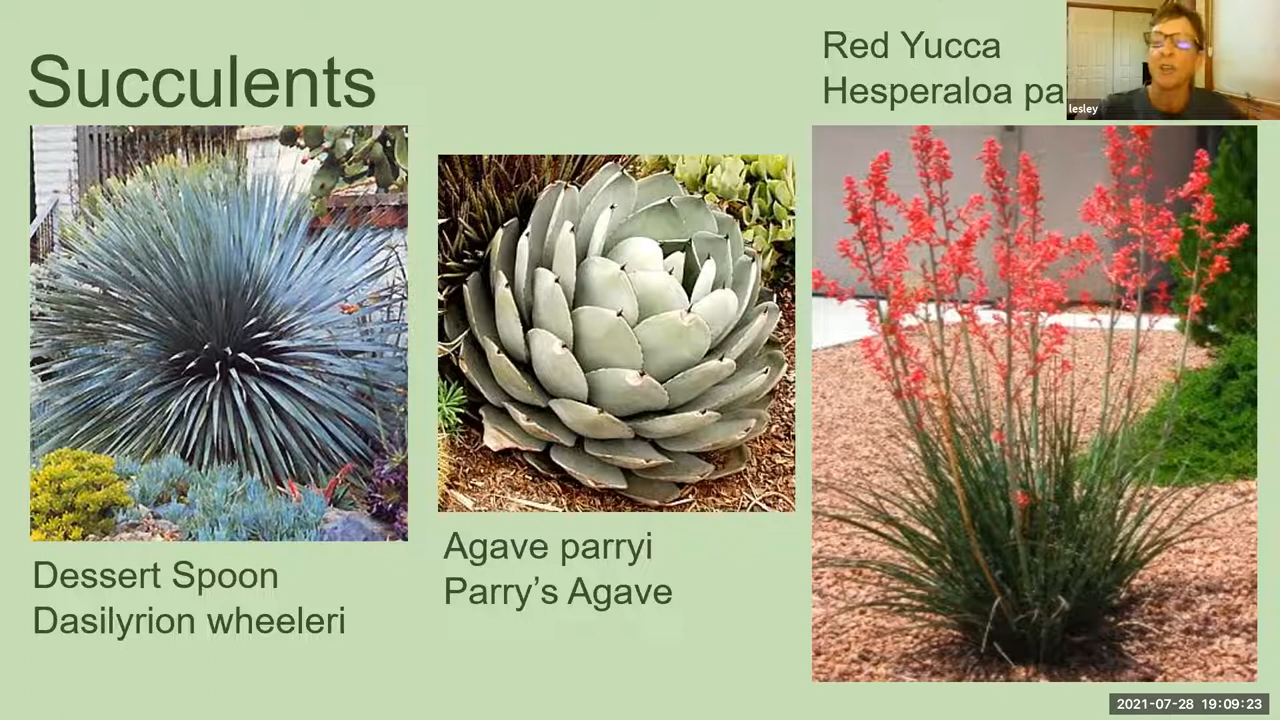 Succulents
Red Yucca
Hesperaloa pa
lesley
Dessert Spoon
Dasilyrion wheeleri
Agave parryi
Parry’s Agave
2021-07-28 19:09:23